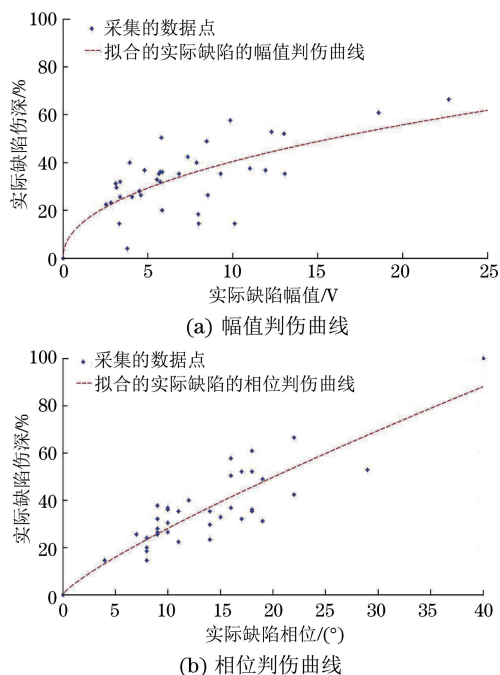 100
80
60
40
20
0
实际缺陷伤深/%
采集的数据点
拟合的实际缺陷的幅值判伤曲线
0 5 10 15 20 25
实际缺陷幅值/V
(a) 幅值判伤曲线
100
80
60
40
20
0
实际缺陷伤深/%
采集的数据点
拟合的实际缺陷的相位判伤曲线
0 5 10 15 20 25 30 35 40
实际缺陷相位/(°)
(b) 相位判伤曲线